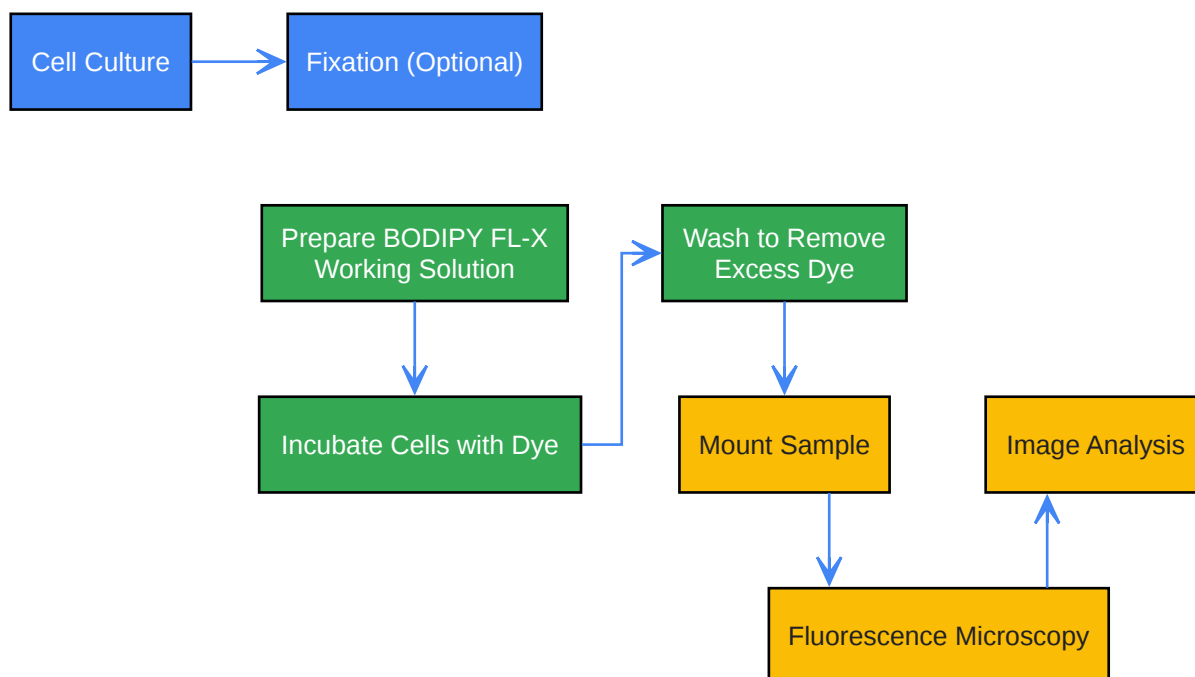 Cell Culture
Fixation (Optional)
Prepare BODIPY FL-X
Working Solution
Wash to Remove
Excess Dye
Incubate Cells with Dye
Mount Sample
Image Analysis
Fluorescence Microscopy